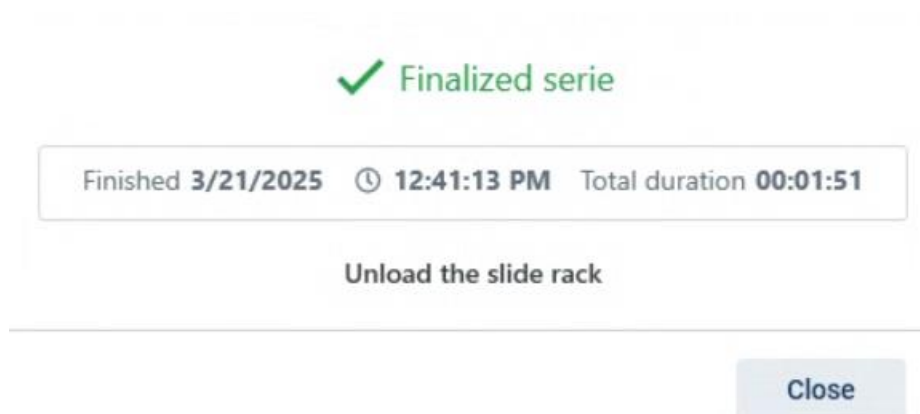 Finalized serie
Finished 3/21/2025 12:41:13 PM Total duration 00:01:51
Unload the slide rack
Close